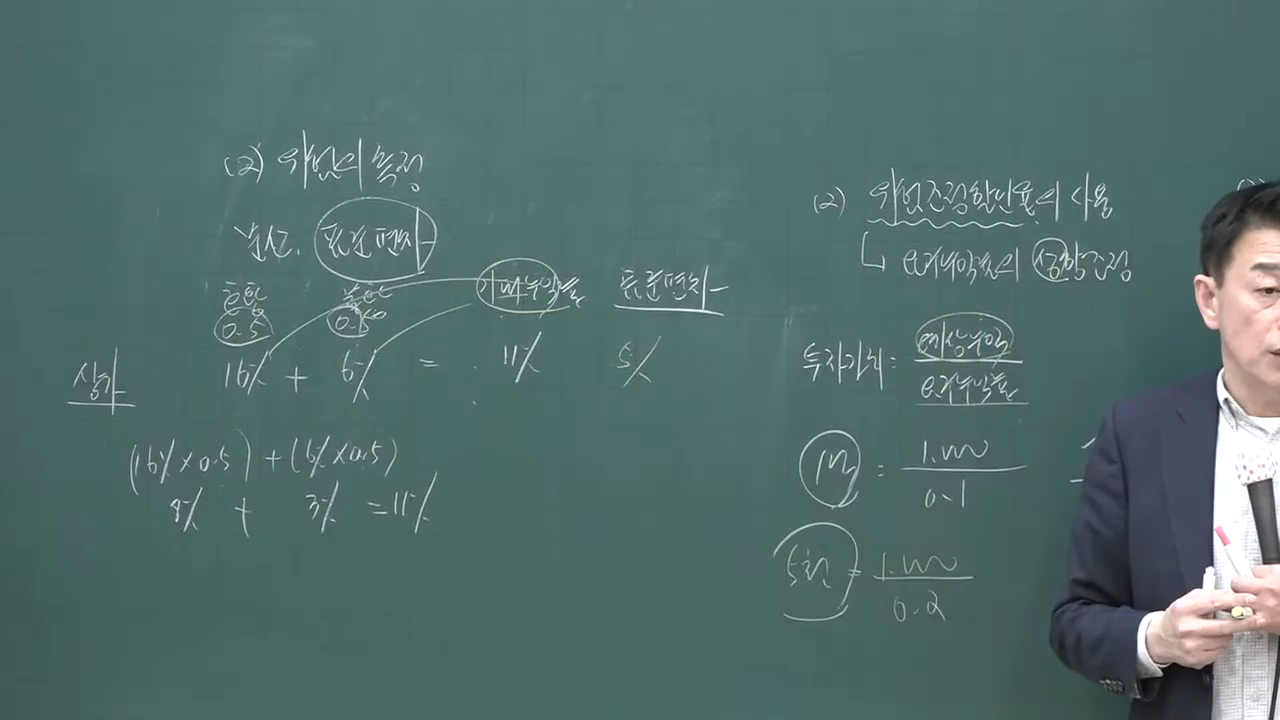 (2) 위험의 측정
분산, 표준편차
호황 불황 기대수익률 표준편차
0.5 0.5
상가 16% + 6% = 11% 5%
(16% × 0.5) + (6% × 0.5)
8% + 3% = 11%
(2) 위험조정할인율의 사용
요구수익률의 상향조정
투자가치 = 예상수익
요구수익률
1만 = 1.000
0.1
5천 = 1.000
0.2